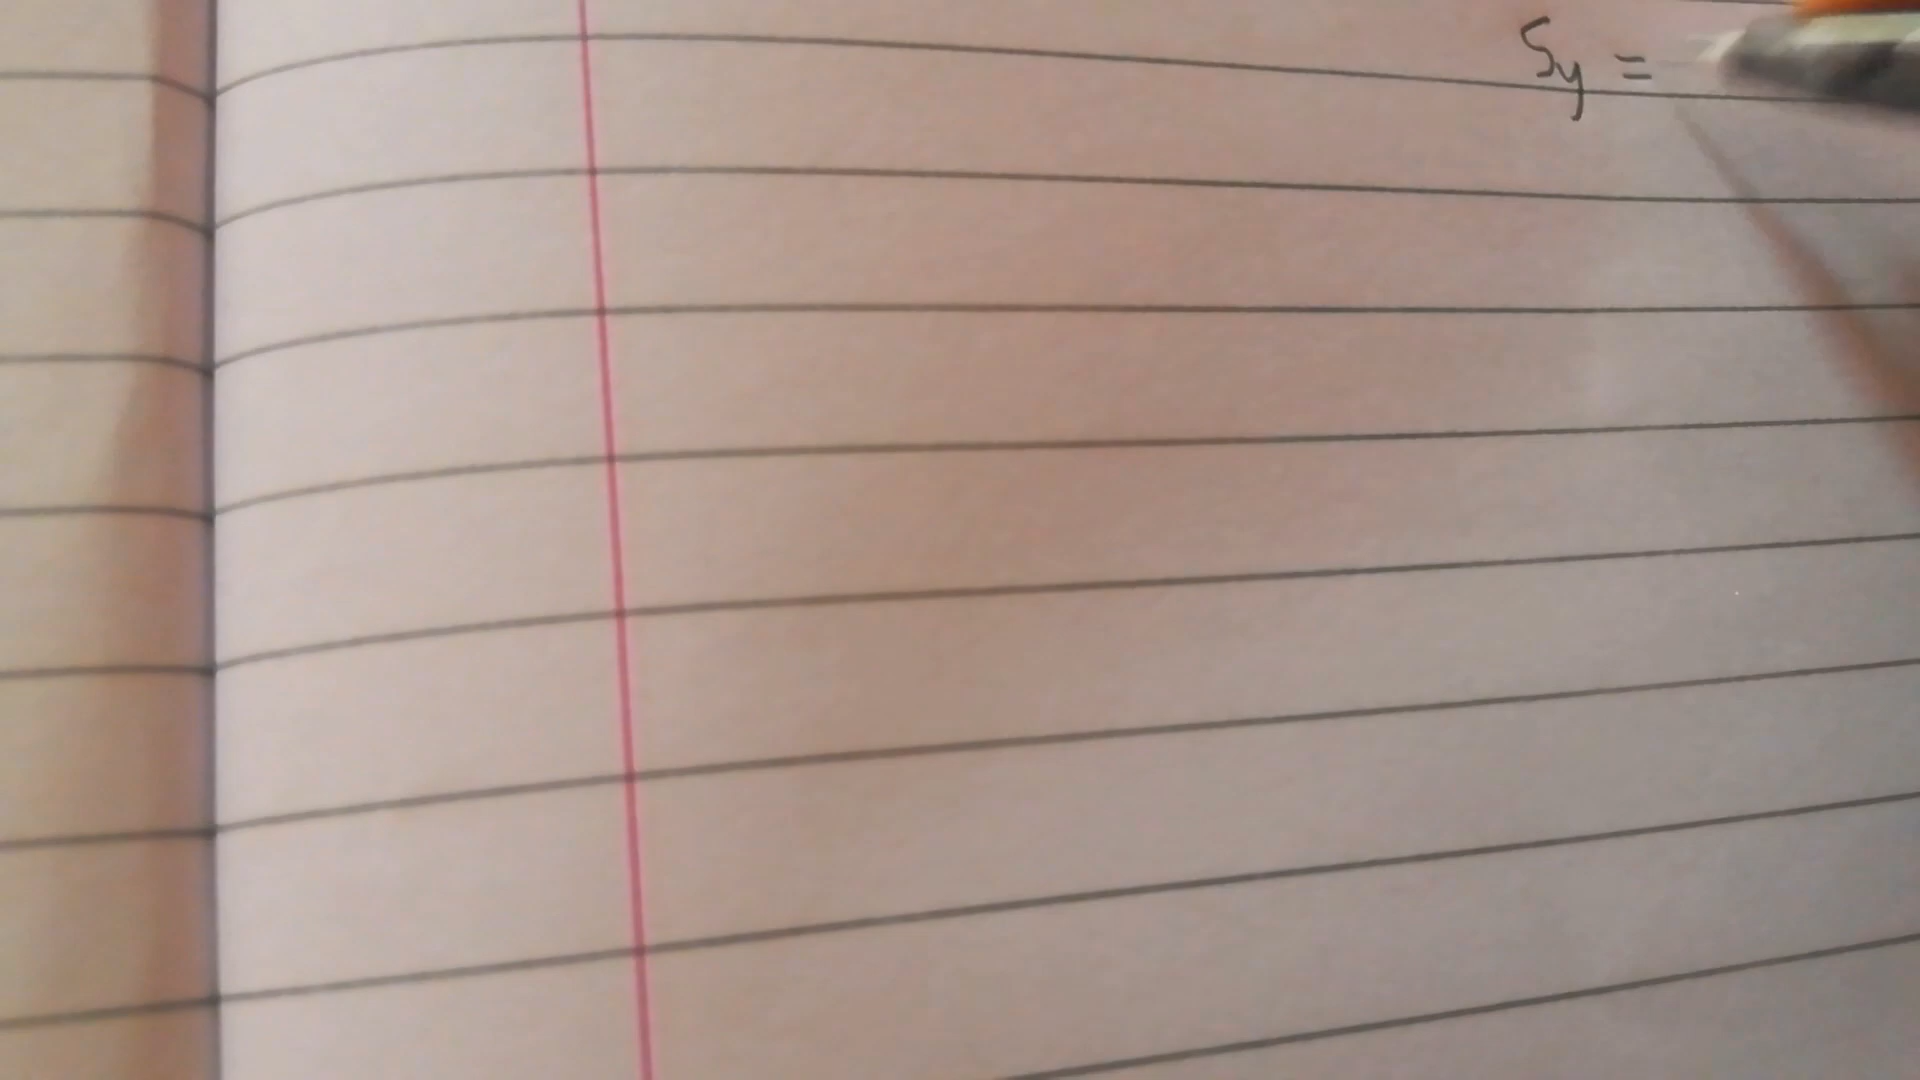 Sy =